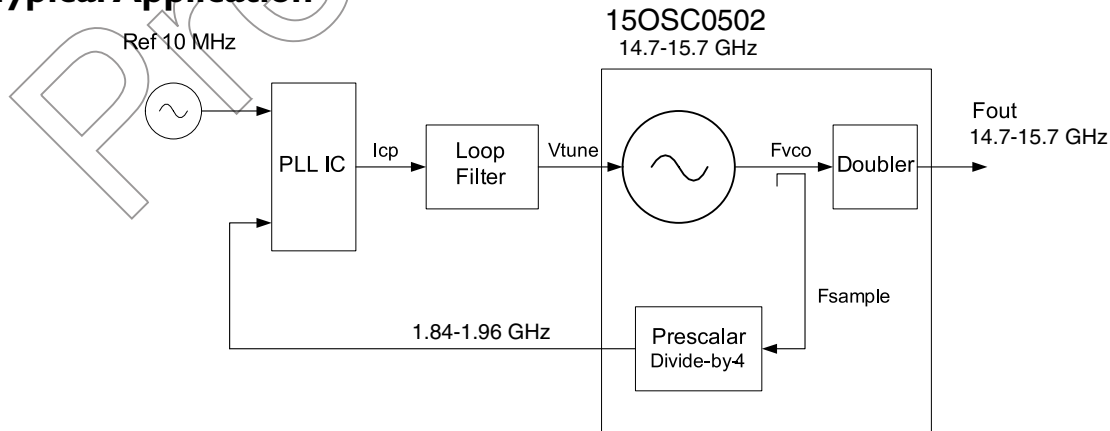 Typical Application
15OSC0502
14.7-15.7 GHz
Ref 10 MHz
Fout
14.7-15.7 GHz
PLL IC
Icp
Loop
Filter
Vtune
Fvco
Doubler
Fsample
1.84-1.96 GHz
Prescalar
Divide-by-4